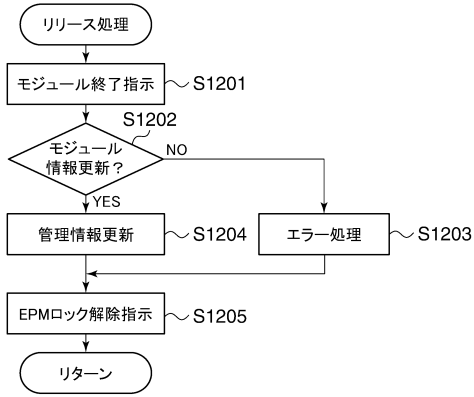 リリース処理
モジュール終了指示
S1201
S1202
モジュール
情報更新？
NO
YES
管理情報更新
S1204
エラー処理
S1203
EPMロック解除指示
S1205
リターン